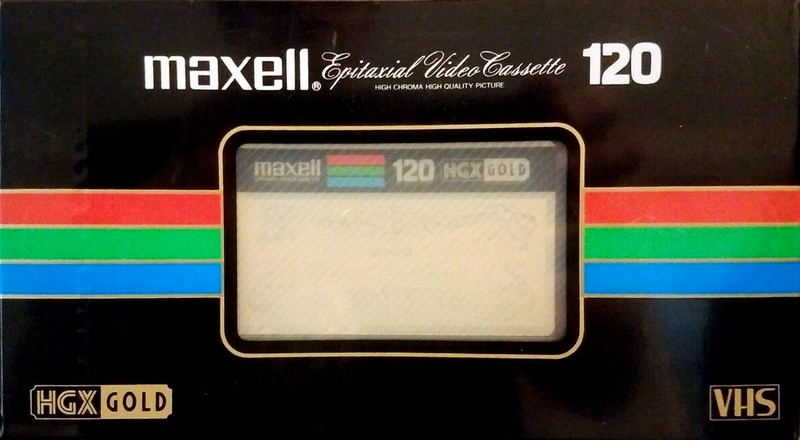 maxell® Epitaxial Video Cassette 120
HIGH CHROMA HIGH QUALITY PICTURE
maxell 120 HGX GOLD
HGX GOLD
VHS